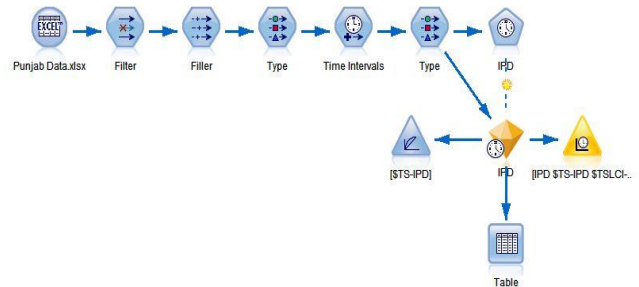 EXCEL
Punjab Data.xlsx
Filter
Filler
Type
Time Intervals
Type
IPD
[$TS-IPD]
IPD
[IPD $TS-IPD $TSLCI-..
Table